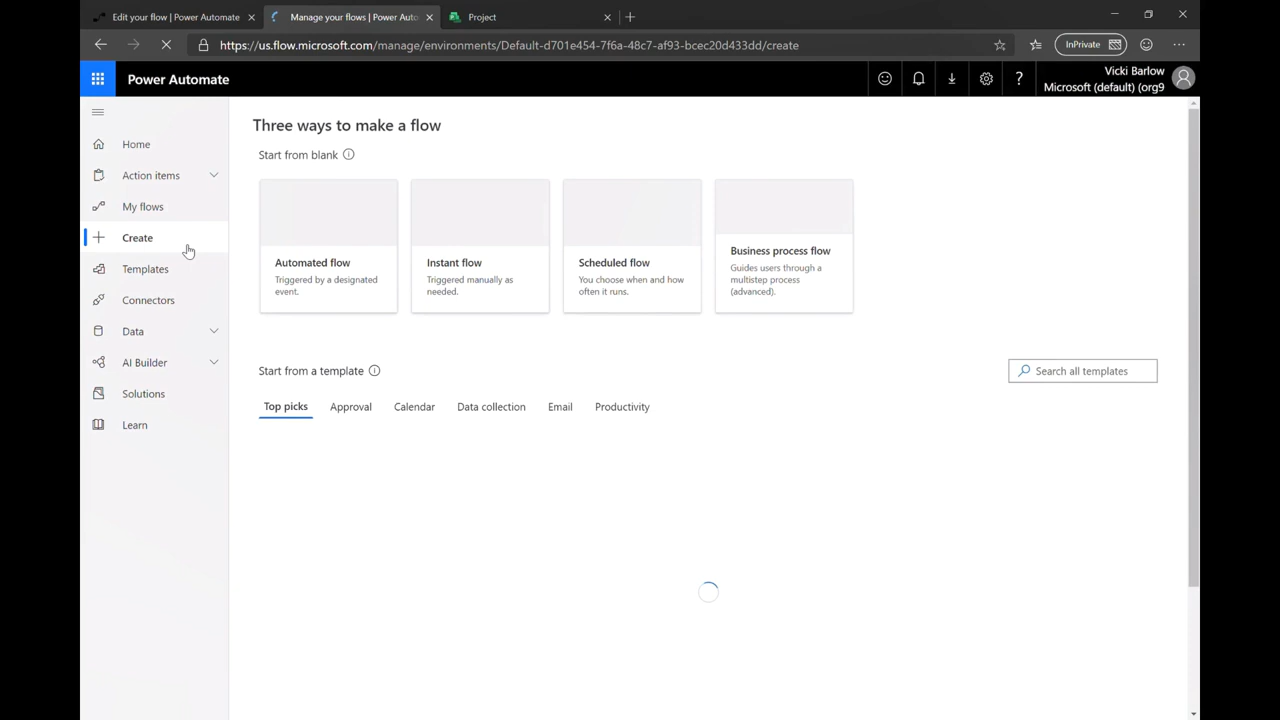 Edit your flow | Power Automate
Manage your flows | Power Auto
Project
https://us.flow.microsoft.com/manage/environments/Default-d701e454-7f6a-48c7-af93-bcec20d433dd/create
InPrivate
Power Automate
Vicki Barlow
Microsoft (default) (org9
Home
Action items
My flows
Create
Templates
Connectors
Data
AI Builder
Solutions
Learn
Three ways to make a flow
Start from blank
Automated flow
Triggered by a designated
event.
Instant flow
Triggered manually as
needed.
Scheduled flow
You choose when and how
often it runs.
Business process flow
Guides users through a
multistep process
(advanced).
Start from a template
Search all templates
Top picks
Approval
Calendar
Data collection
Email
Productivity